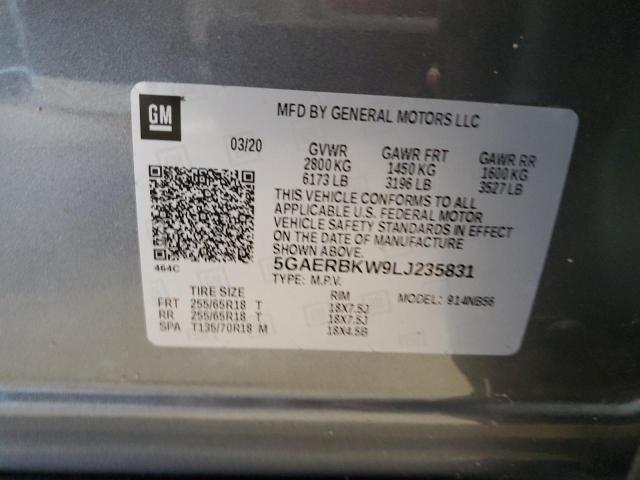 GM
MFD BY GENERAL MOTORS LLC
03/20 GVWR GAWR FRT GAWR RR
2800 KG 1450 KG 1600 KG
6173 LB 3196 LB 3527 LB
THIS VEHICLE CONFORMS TO ALL
APPLICABLE U.S. FEDERAL MOTOR
VEHICLE SAFETY STANDARDS IN EFFECT
ON THE DATE OF MANUFACTURE
SHOWN ABOVE.
464C
5GAERBKW9LJ235831
TYPE: M.P.V. MODEL: 914NB56
TIRE SIZE RIM
FRT 255/65R18 T 18X7.5J
RR 255/65R18 T 18X7.5J
SPA T135/70R18 M 18X4.5B